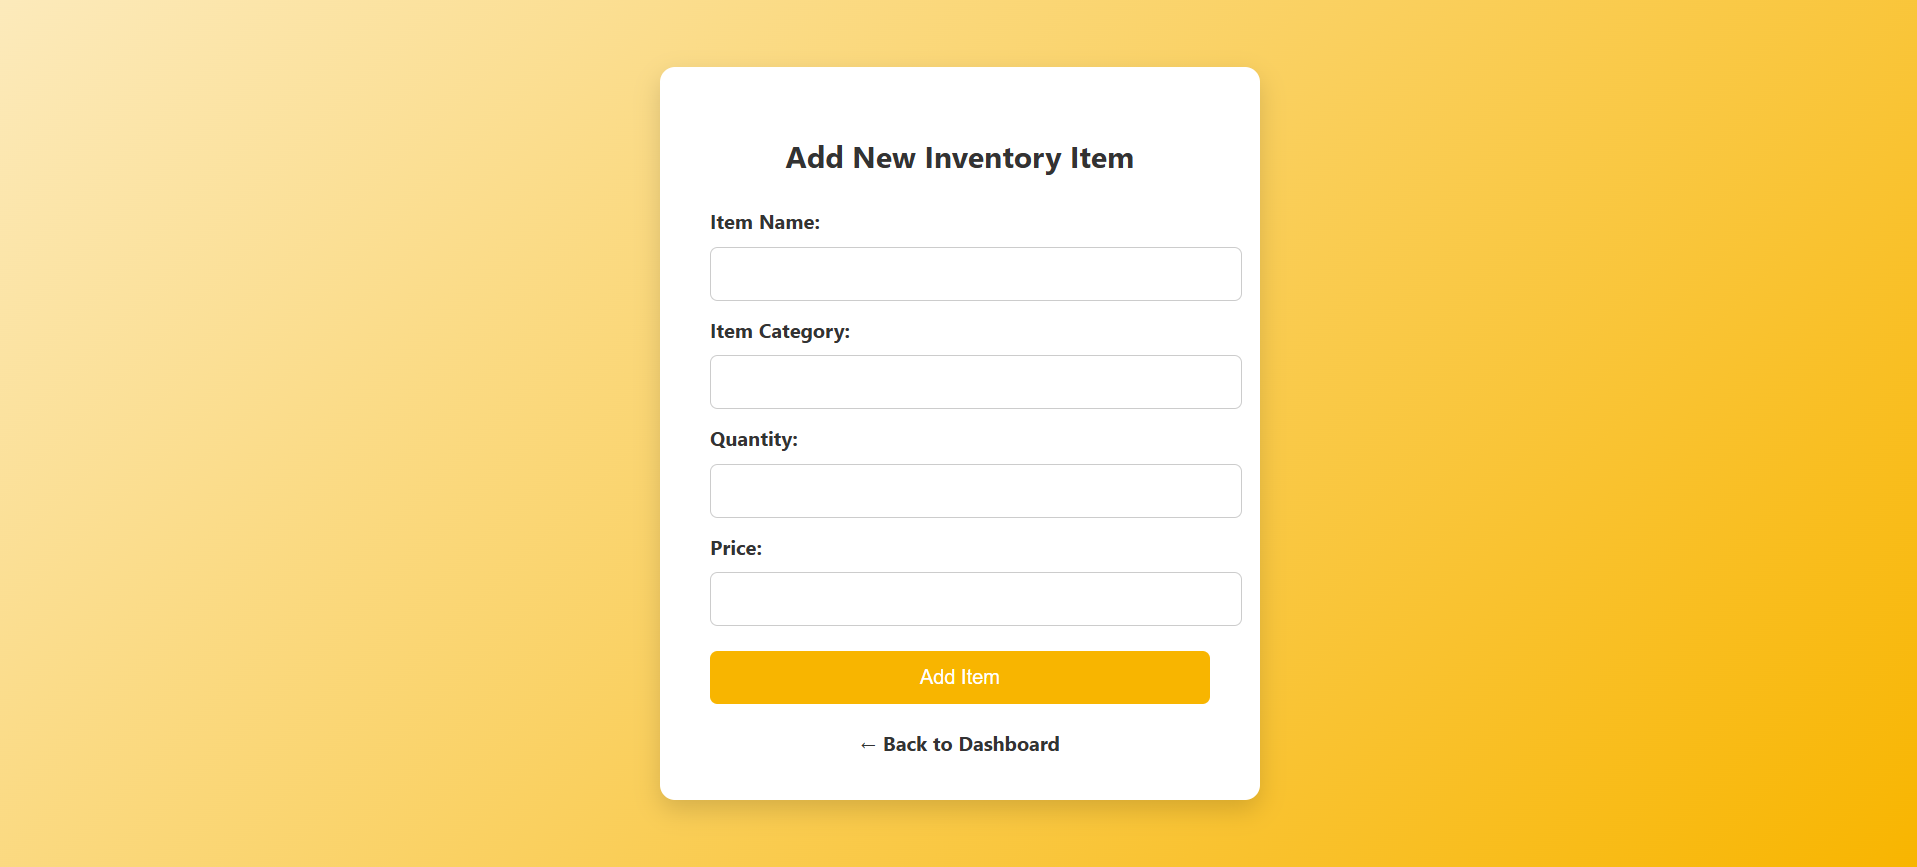 Add New Inventory Item
Item Name:
Item Category:
Quantity:
Price:
Add Item
← Back to Dashboard